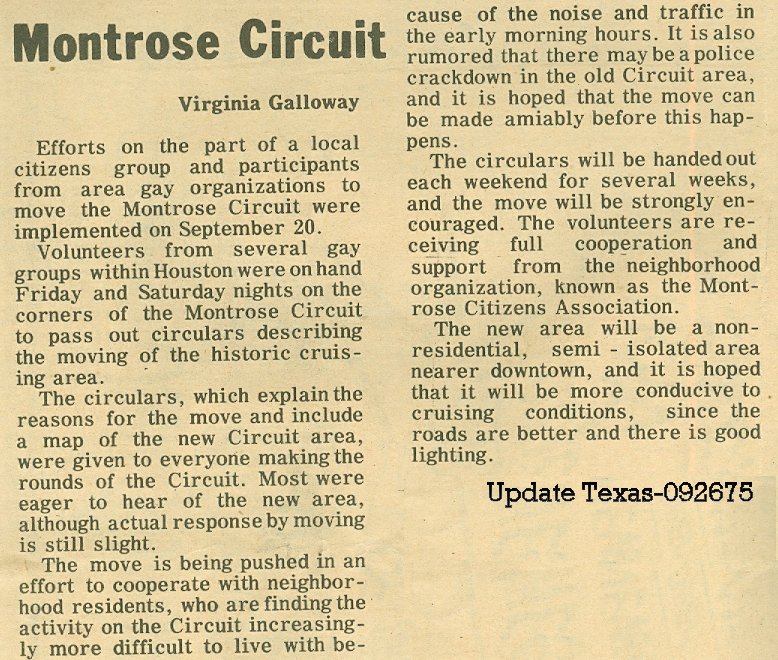 Montrose Circuit
Virginia Galloway
Efforts on the part of a local
citizens group and participants
from area gay organizations to
move the Montrose Circuit were
implemented on September 20.
Volunteers from several gay
groups within Houston were on hand
Friday and Saturday nights on the
corners of the Montrose Circuit
to pass out circulars describing
the moving of the historic cruis-
ing area.
The circulars, which explain the
reasons for the move and include
a map of the new Circuit area,
were given to everyone making the
rounds of the Circuit. Most were
eager to hear of the new area,
although actual response by moving
is still slight.
The move is being pushed in an
effort to cooperate with neighbor-
hood residents, who are finding the
activity on the Circuit increasing-
ly more difficult to live with be-
cause of the noise and traffic in
the early morning hours. It is also
rumored that there may be a police
crackdown in the old Circuit area,
and it is hoped that the move can
be made amiably before this hap-
pens.
The circulars will be handed out
each weekend for several weeks,
and the move will be strongly en-
couraged. The volunteers are re-
ceiving full cooperation and
support from the neighborhood
organization, known as the Mont-
rose Citizens Association.
The new area will be a non-
residential, semi - isolated area
nearer downtown, and it is hoped
that it will be more conducive to
cruising conditions, since the
roads are better and there is good
lighting.
Update Texas-092675